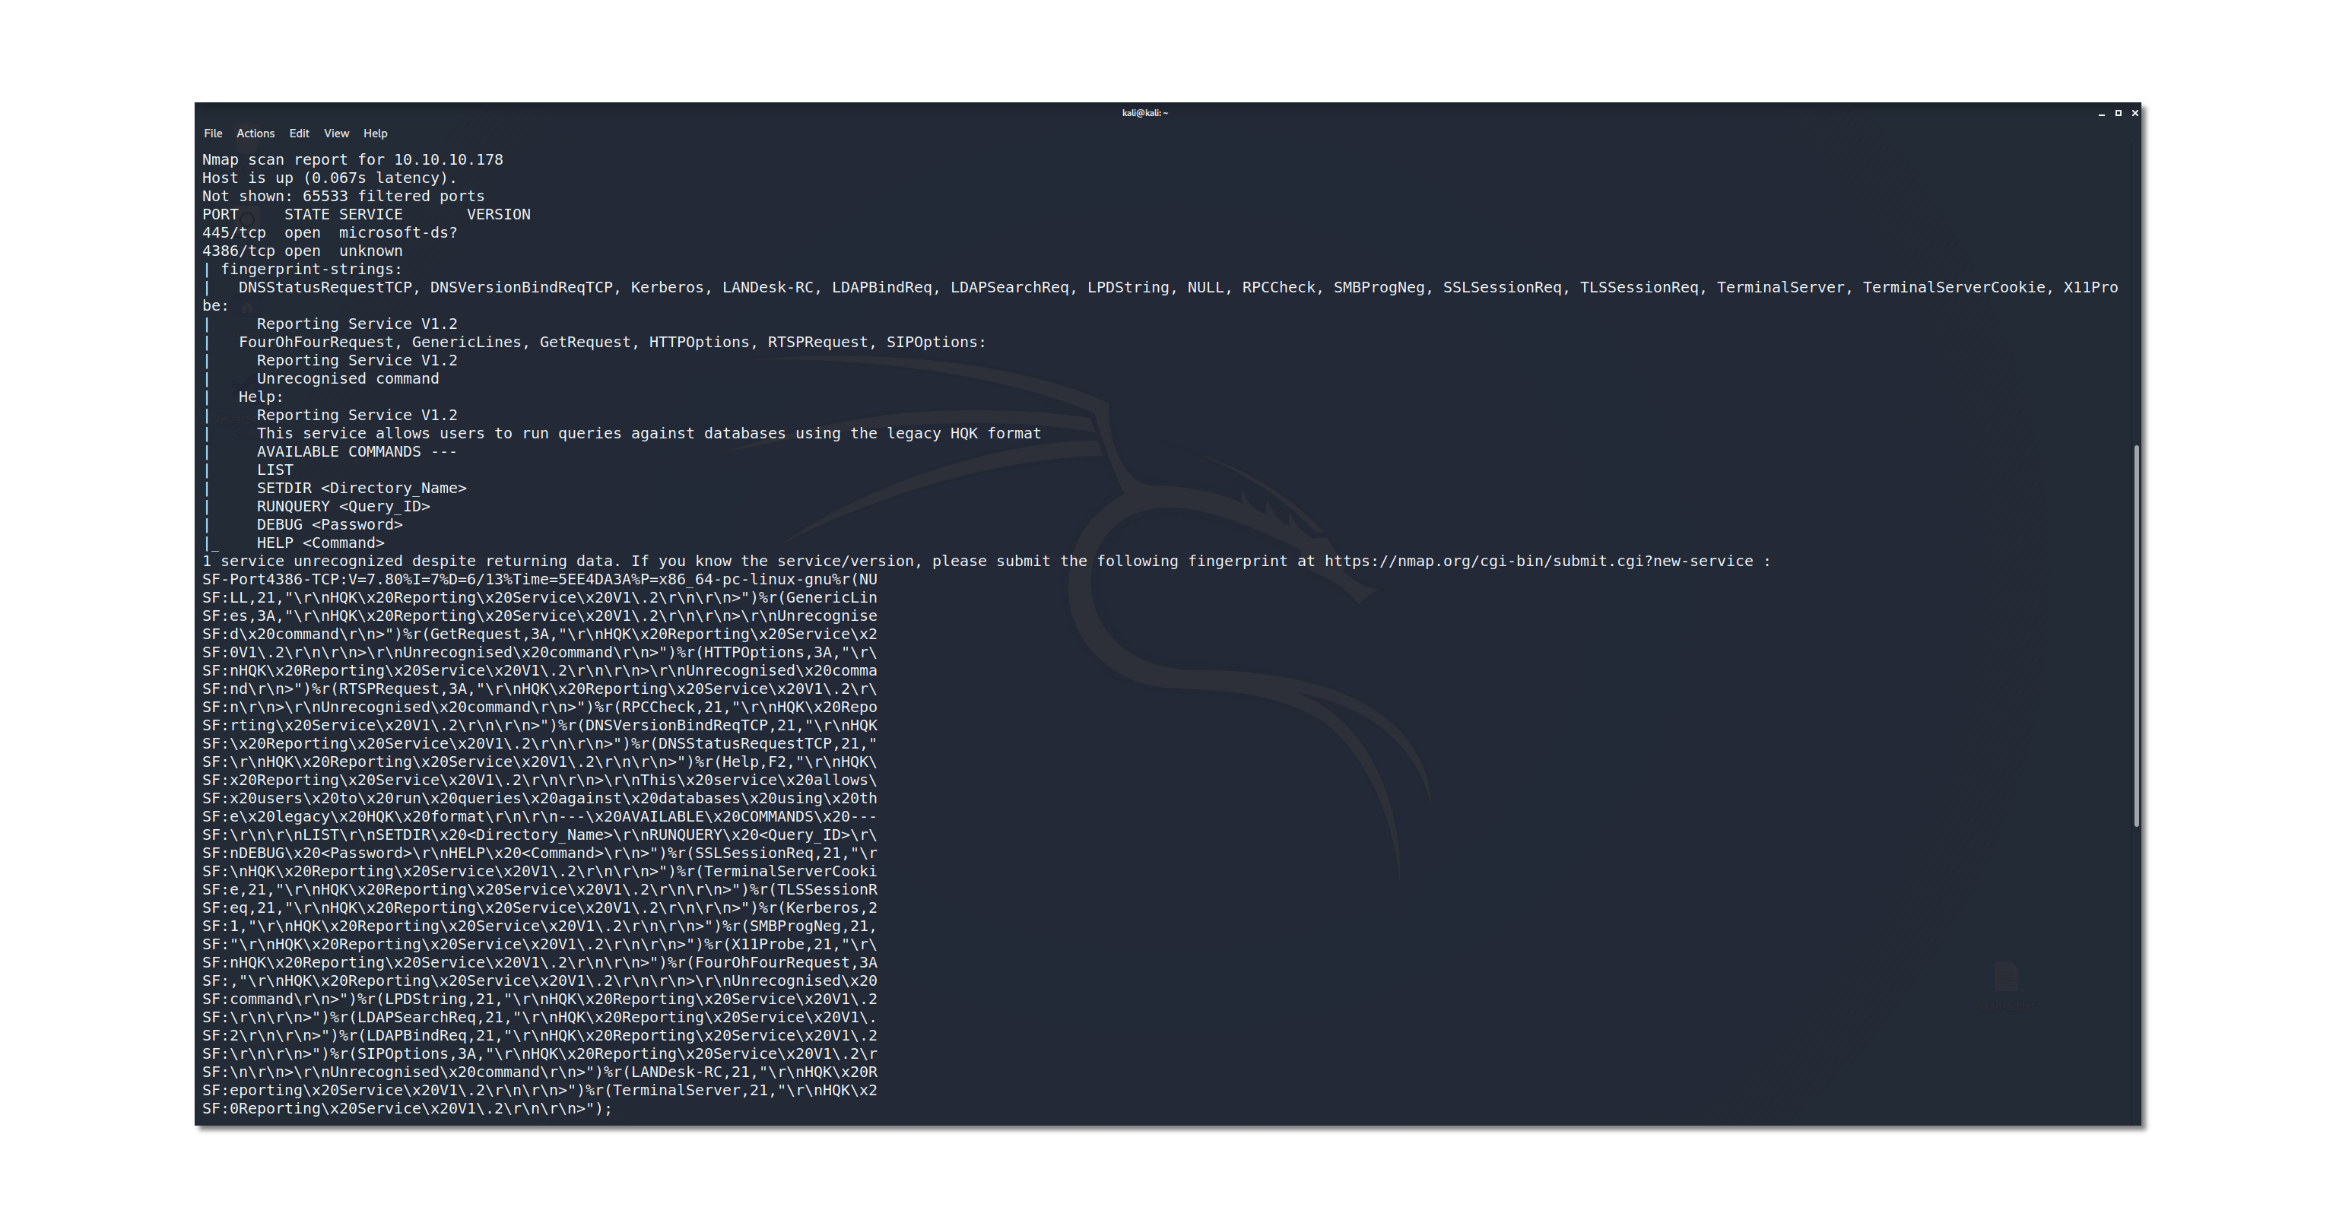 kali@kali: ~
File Actions Edit View Help
Nmap scan report for 10.10.10.178
Host is up (0.067s latency).
Not shown: 65533 filtered ports
PORT     STATE SERVICE       VERSION
445/tcp  open  microsoft-ds?
4386/tcp open  unknown
| fingerprint-strings:
|   DNSStatusRequestTCP, DNSVersionBindReqTCP, Kerberos, LANDesk-RC, LDAPBindReq, LDAPSearchReq, LPDString, NULL, RPCCheck, SMBProgNeg, SSLSessionReq, TLSSessionReq, TerminalServer, TerminalServerCookie, X11Pro
be:
|     Reporting Service V1.2
|   FourOhFourRequest, GenericLines, GetRequest, HTTPOptions, RTSPRequest, SIPOptions:
|     Reporting Service V1.2
|     Unrecognised command
|   Help:
|     Reporting Service V1.2
|     This service allows users to run queries against databases using the legacy HQK format
|     AVAILABLE COMMANDS ---
|     LIST
|     SETDIR <Directory_Name>
|     RUNQUERY <Query_ID>
|     DEBUG <Password>
|_    HELP <Command>
1 service unrecognized despite returning data. If you know the service/version, please submit the following fingerprint at https://nmap.org/cgi-bin/submit.cgi?new-service :
SF-Port4386-TCP:V=7.80%I=7%D=6/13%Time=5EE4DA3A%P=x86_64-pc-linux-gnu%r(NU
SF:LL,21,"\r\nHQK\x20Reporting\x20Service\x20V1\.2\r\n\r\n>")%r(GenericLin
SF:es,3A,"\r\nHQK\x20Reporting\x20Service\x20V1\.2\r\n\r\n>\r\nUnrecognise
SF:d\x20command\r\n>")%r(GetRequest,3A,"\r\nHQK\x20Reporting\x20Service\x2
SF:0V1\.2\r\n\r\n>\r\nUnrecognised\x20command\r\n>")%r(HTTPOptions,3A,"\r\
SF:nHQK\x20Reporting\x20Service\x20V1\.2\r\n\r\n>\r\nUnrecognised\x20comma
SF:nd\r\n>")%r(RTSPRequest,3A,"\r\nHQK\x20Reporting\x20Service\x20V1\.2\r\
SF:n\r\n>\r\nUnrecognised\x20command\r\n>")%r(RPCCheck,21,"\r\nHQK\x20Repo
SF:rting\x20Service\x20V1\.2\r\n\r\n>")%r(DNSVersionBindReqTCP,21,"\r\nHQK
SF:\x20Reporting\x20Service\x20V1\.2\r\n\r\n>")%r(DNSStatusRequestTCP,21,"
SF:\r\nHQK\x20Reporting\x20Service\x20V1\.2\r\n\r\n>")%r(Help,F2,"\r\nHQK\
SF:x20Reporting\x20Service\x20V1\.2\r\n\r\n>\r\nThis\x20service\x20allows\
SF:x20users\x20to\x20run\x20queries\x20against\x20databases\x20using\x20th
SF:e\x20legacy\x20HQK\x20format\r\n\r\n---\x20AVAILABLE\x20COMMANDS\x20---
SF:\r\n\r\nLIST\r\nSETDIR\x20<Directory_Name>\r\nRUNQUERY\x20<Query_ID>\r\
SF:nDEBUG\x20<Password>\r\nHELP\x20<Command>\r\n>")%r(SSLSessionReq,21,"\r
SF:\nHQK\x20Reporting\x20Service\x20V1\.2\r\n\r\n>")%r(TerminalServerCooki
SF:e,21,"\r\nHQK\x20Reporting\x20Service\x20V1\.2\r\n\r\n>")%r(TLSSessionR
SF:eq,21,"\r\nHQK\x20Reporting\x20Service\x20V1\.2\r\n\r\n>")%r(Kerberos,2
SF:1,"\r\nHQK\x20Reporting\x20Service\x20V1\.2\r\n\r\n>")%r(SMBProgNeg,21,
SF:"\r\nHQK\x20Reporting\x20Service\x20V1\.2\r\n\r\n>")%r(X11Probe,21,"\r\
SF:nHQK\x20Reporting\x20Service\x20V1\.2\r\n\r\n>")%r(FourOhFourRequest,3A
SF:,"\r\nHQK\x20Reporting\x20Service\x20V1\.2\r\n\r\n>\r\nUnrecognised\x20
SF:command\r\n>")%r(LPDString,21,"\r\nHQK\x20Reporting\x20Service\x20V1\.2
SF:\r\n\r\n>")%r(LDAPSearchReq,21,"\r\nHQK\x20Reporting\x20Service\x20V1\.
SF:2\r\n\r\n>")%r(LDAPBindReq,21,"\r\nHQK\x20Reporting\x20Service\x20V1\.2
SF:\r\n\r\n>")%r(SIPOptions,3A,"\r\nHQK\x20Reporting\x20Service\x20V1\.2\r
SF:\n\r\n>\r\nUnrecognised\x20command\r\n>")%r(LANDesk-RC,21,"\r\nHQK\x20R
SF:eporting\x20Service\x20V1\.2\r\n\r\n>")%r(TerminalServer,21,"\r\nHQK\x2
SF:0Reporting\x20Service\x20V1\.2\r\n\r\n>");